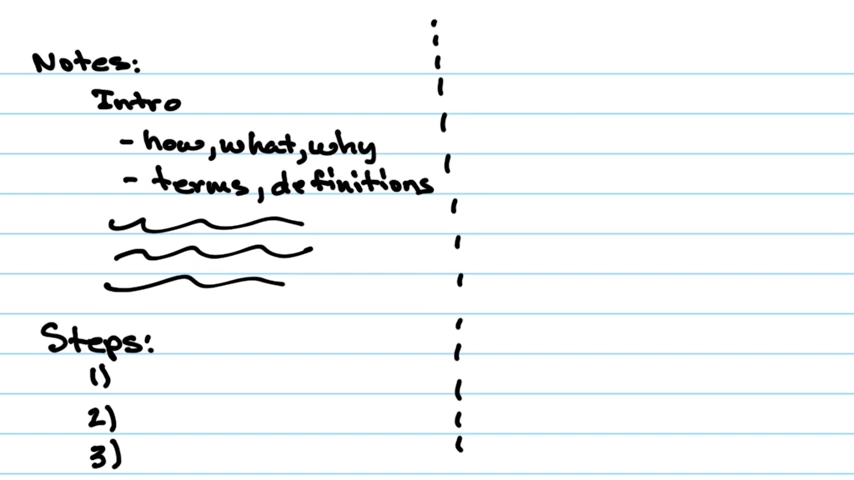 Notes:
Intro
- how, what, why
- terms, definitions
Steps:
1)
2)
3)